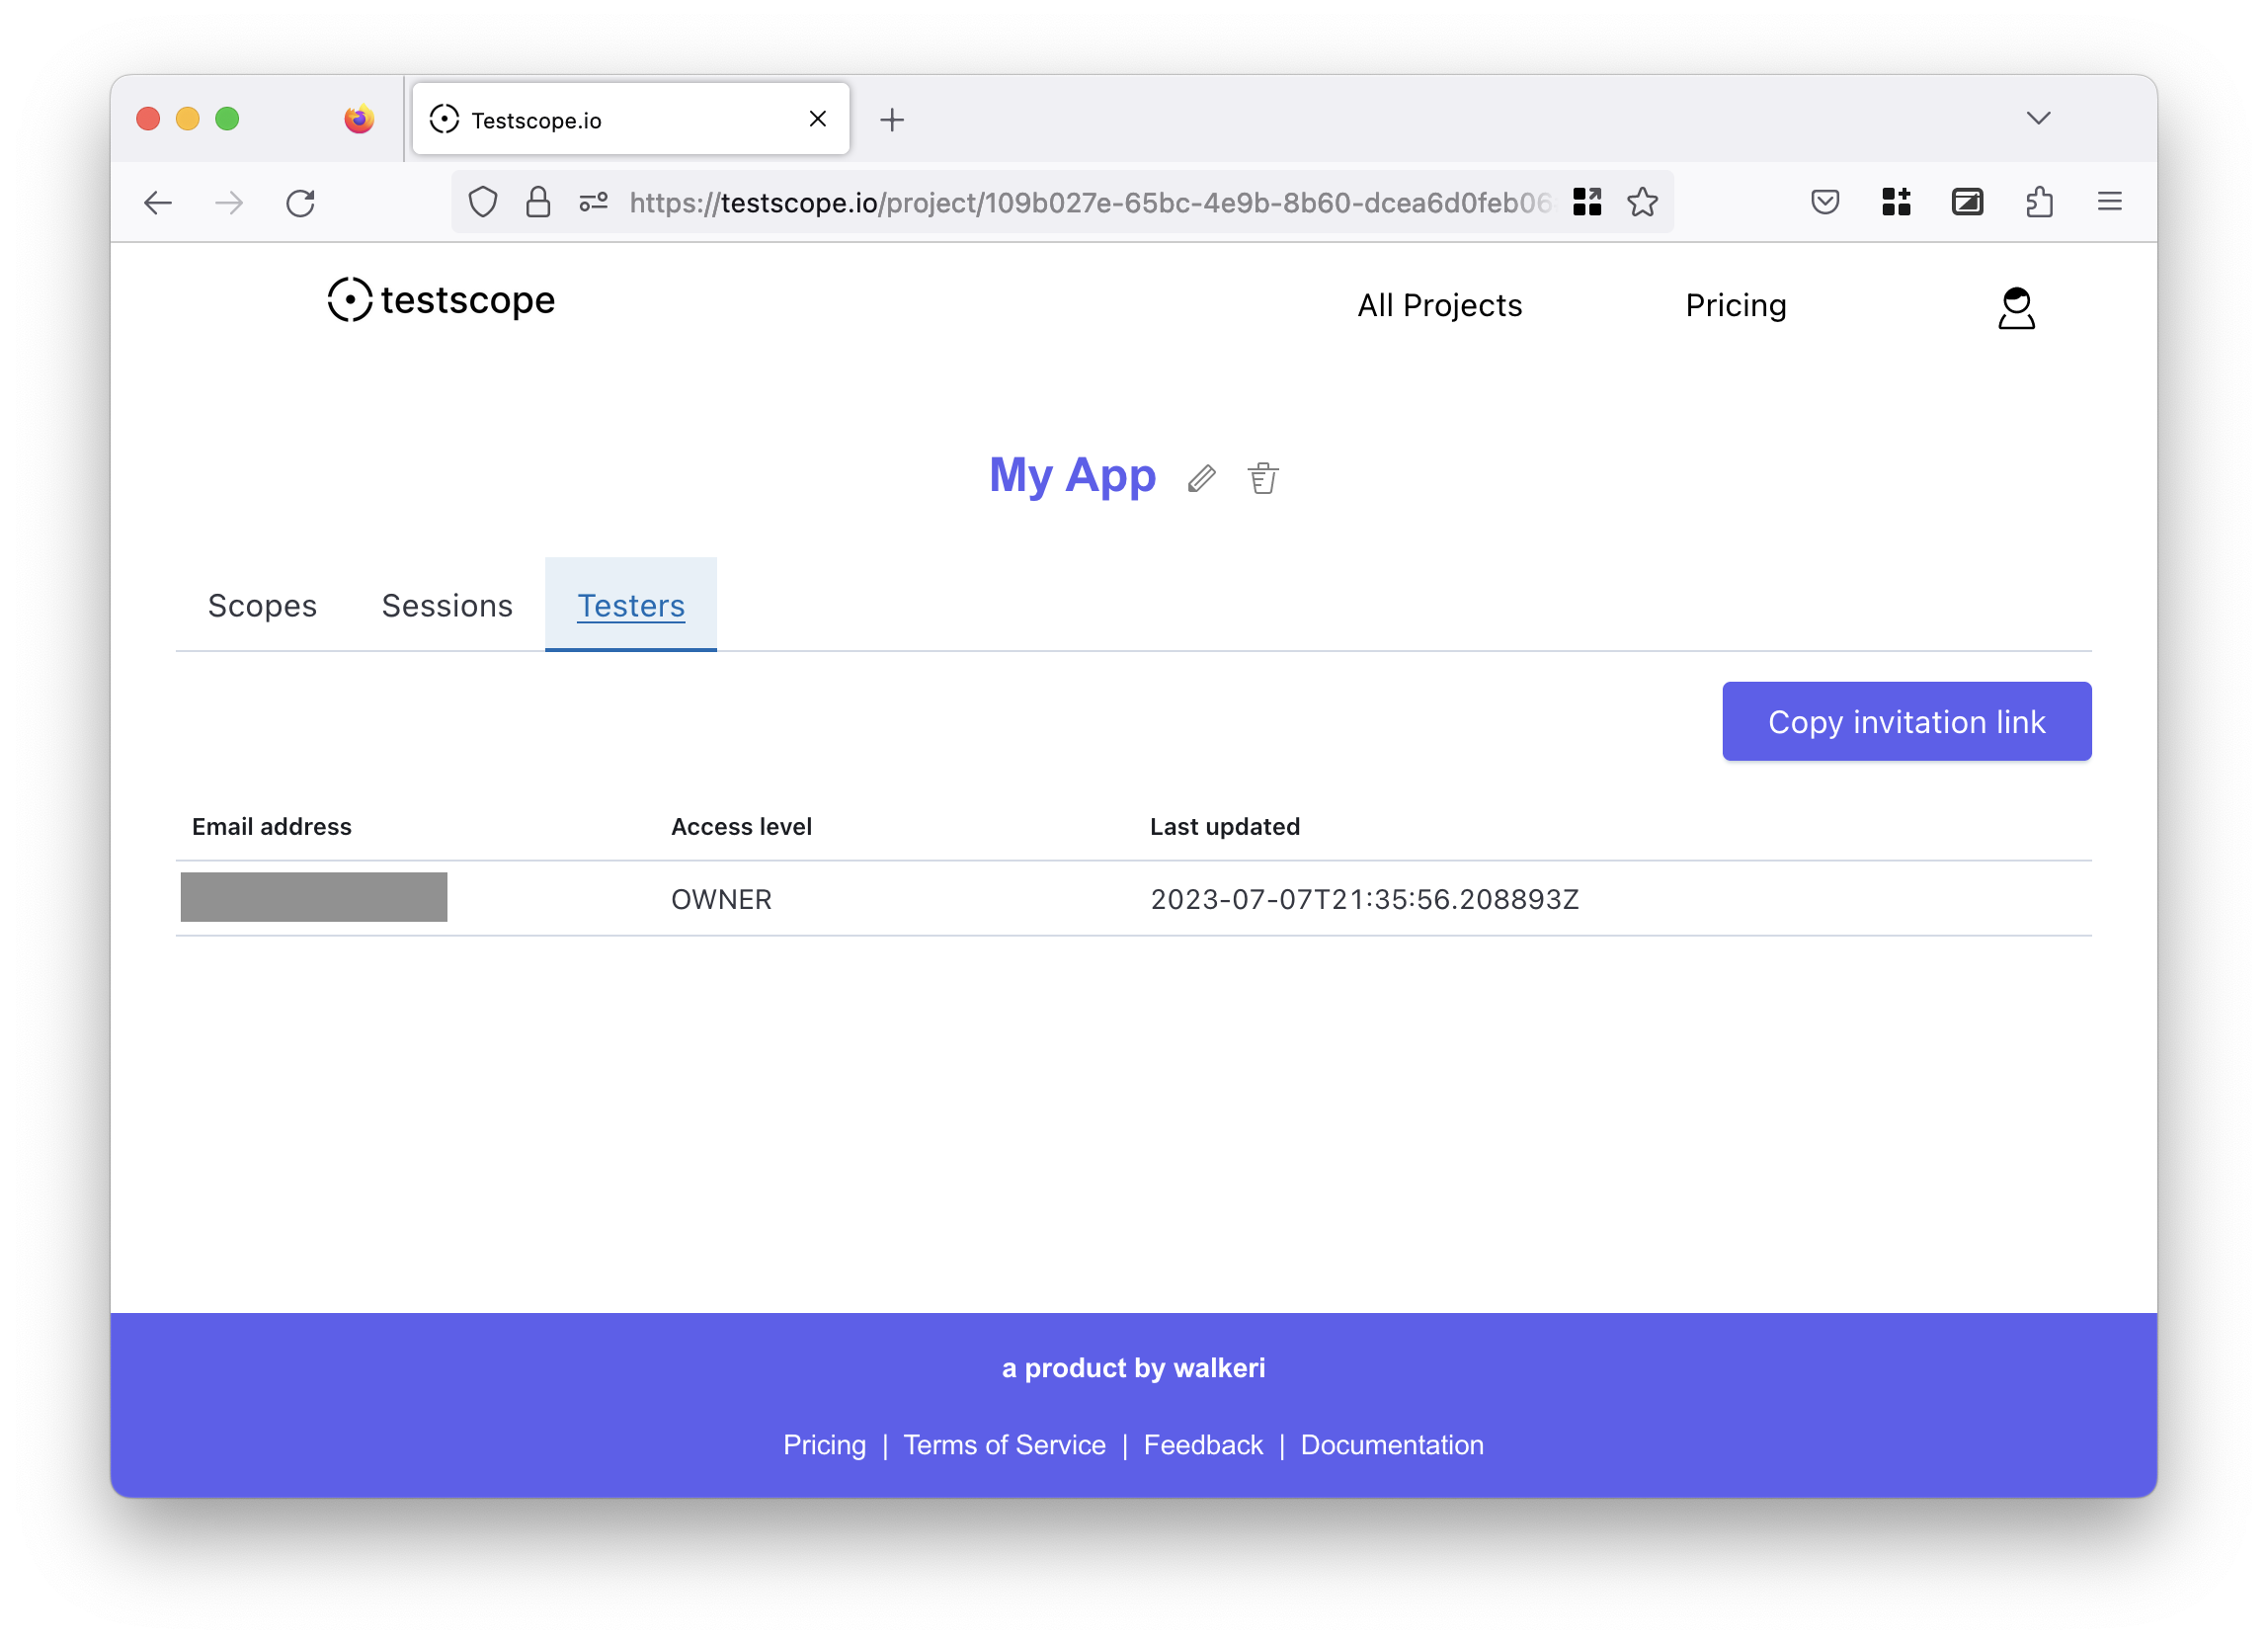 Testscope.io
https://testscope.io/project/109b027e-65bc-4e9b-8b60-dcea6d0feb06
testscope
All Projects
Pricing
My App
Scopes
Sessions
Testers
Copy invitation link
Email address
Access level
Last updated
OWNER
2023-07-07T21:35:56.208893Z
a product by walkeri
Pricing | Terms of Service | Feedback | Documentation